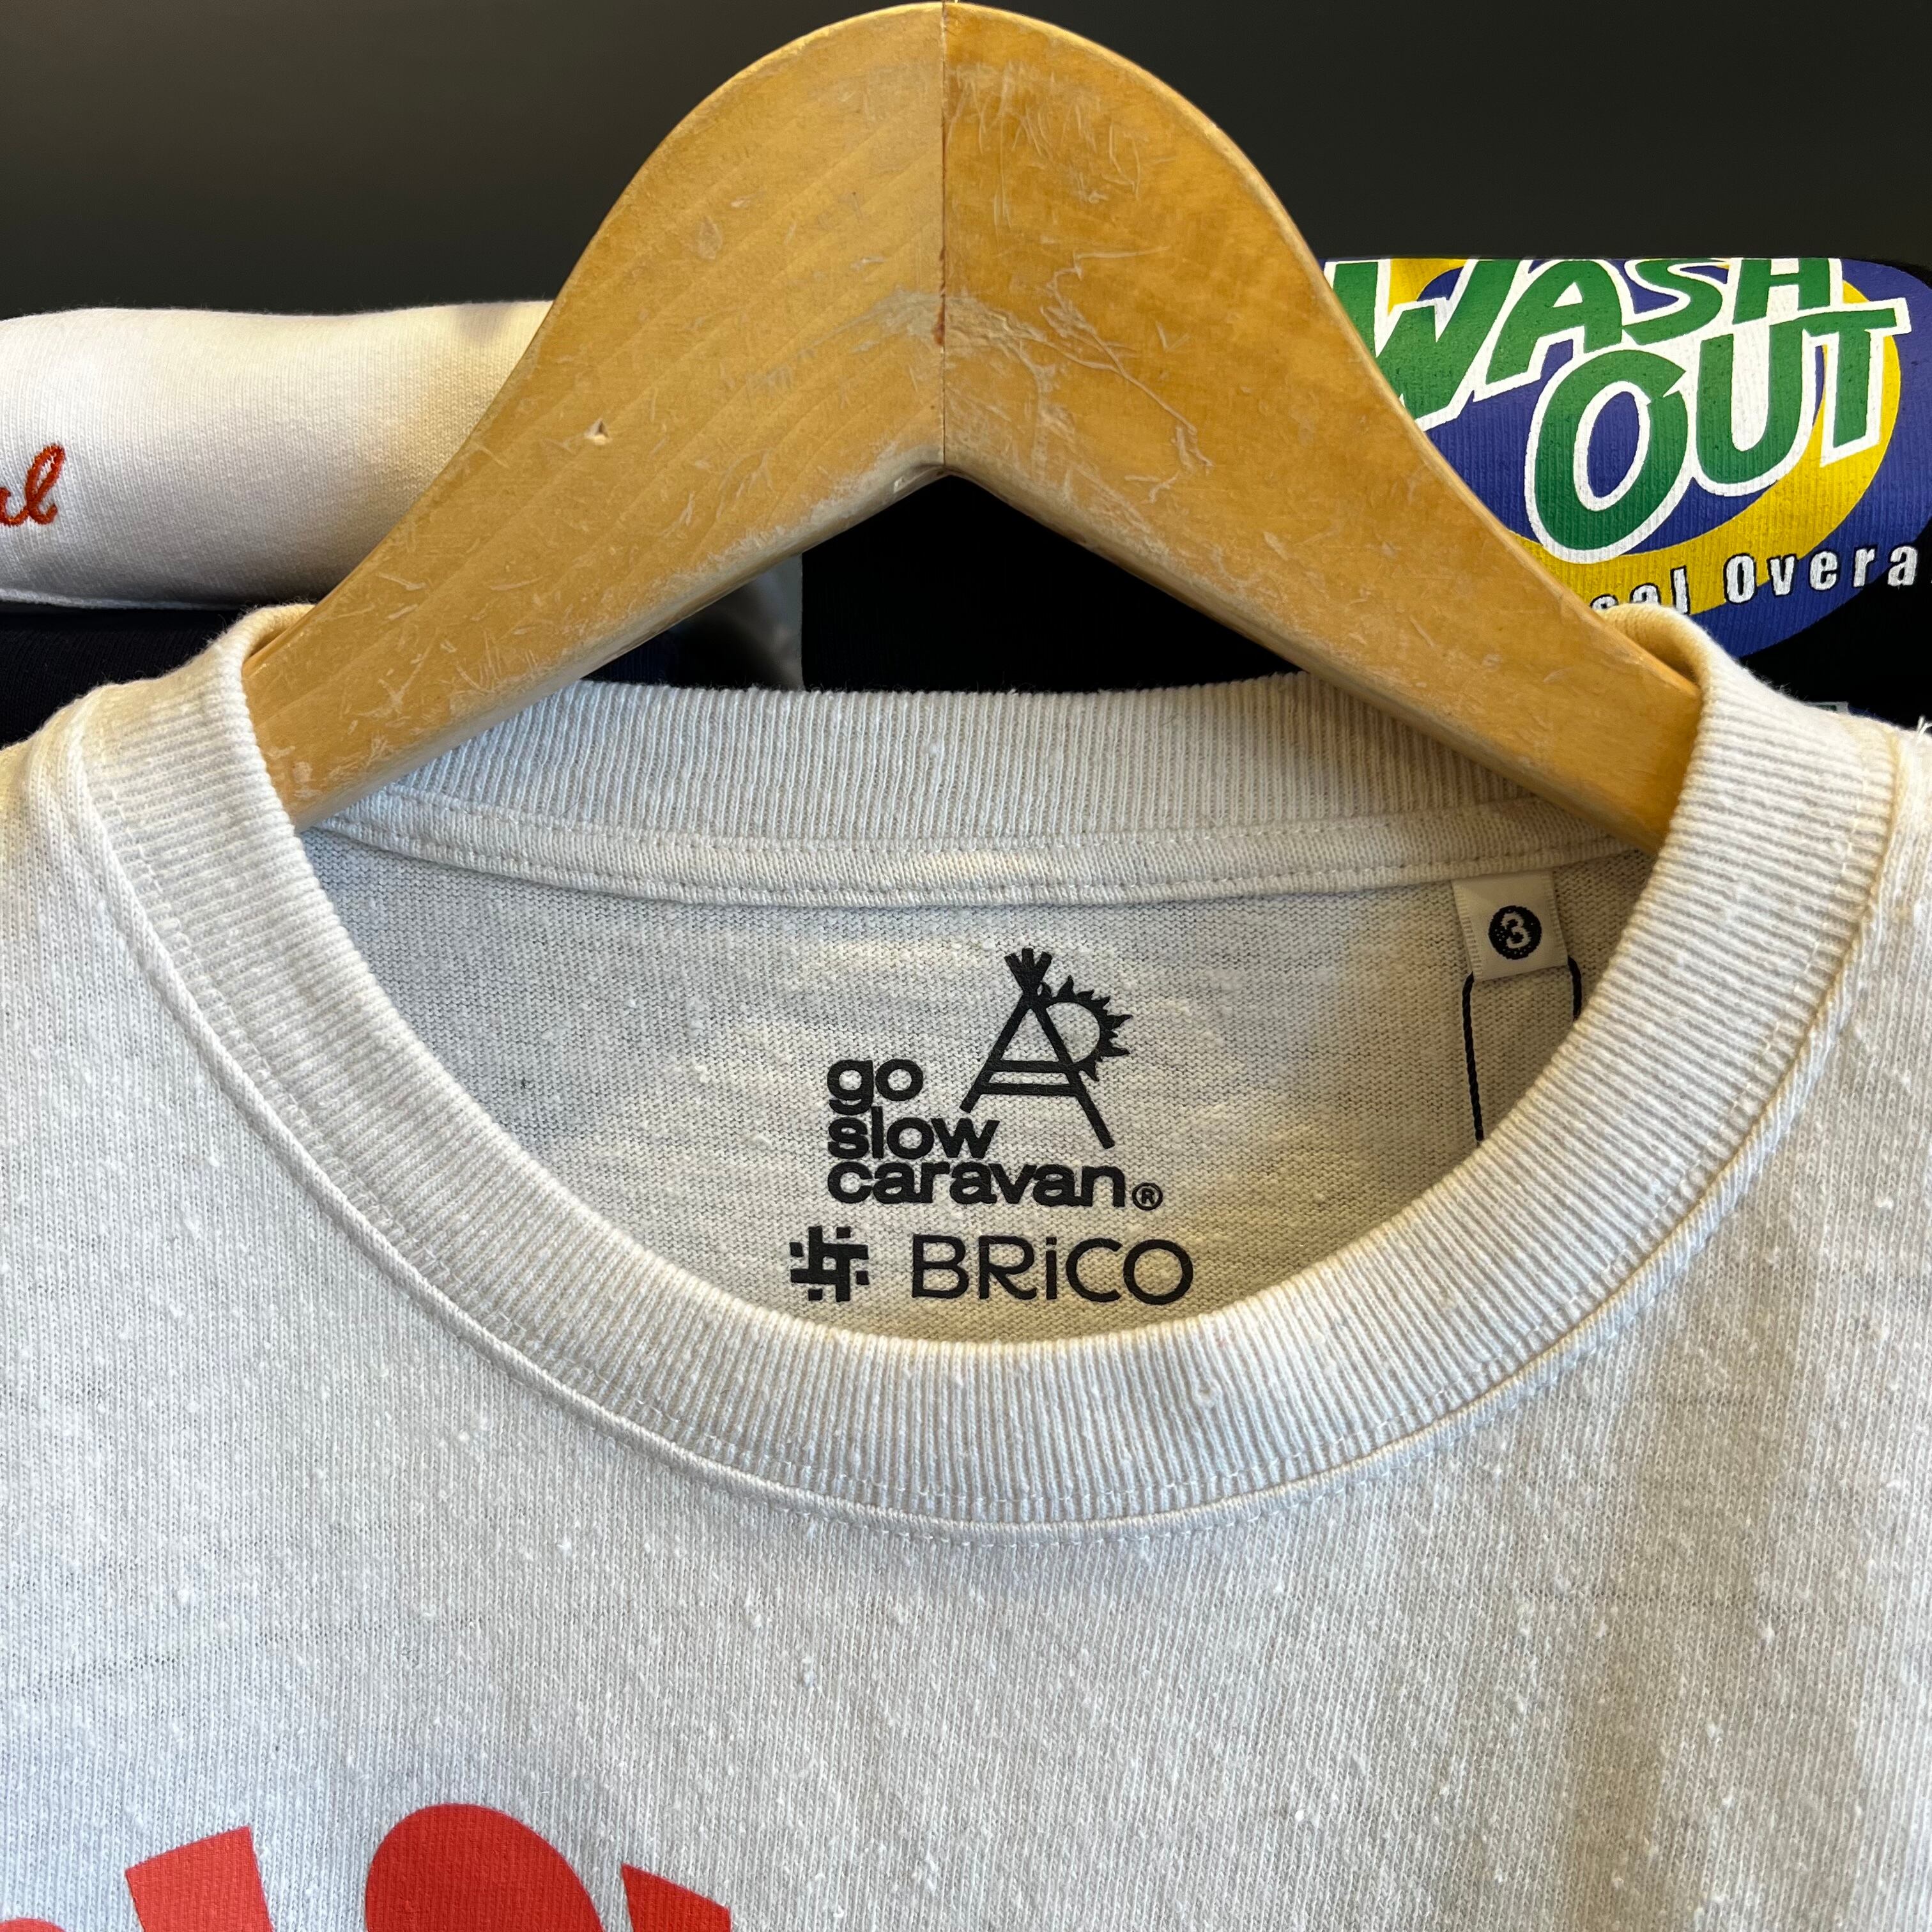 WASH
OUT
Overa
3
go
slow
caravan®
BRiCO